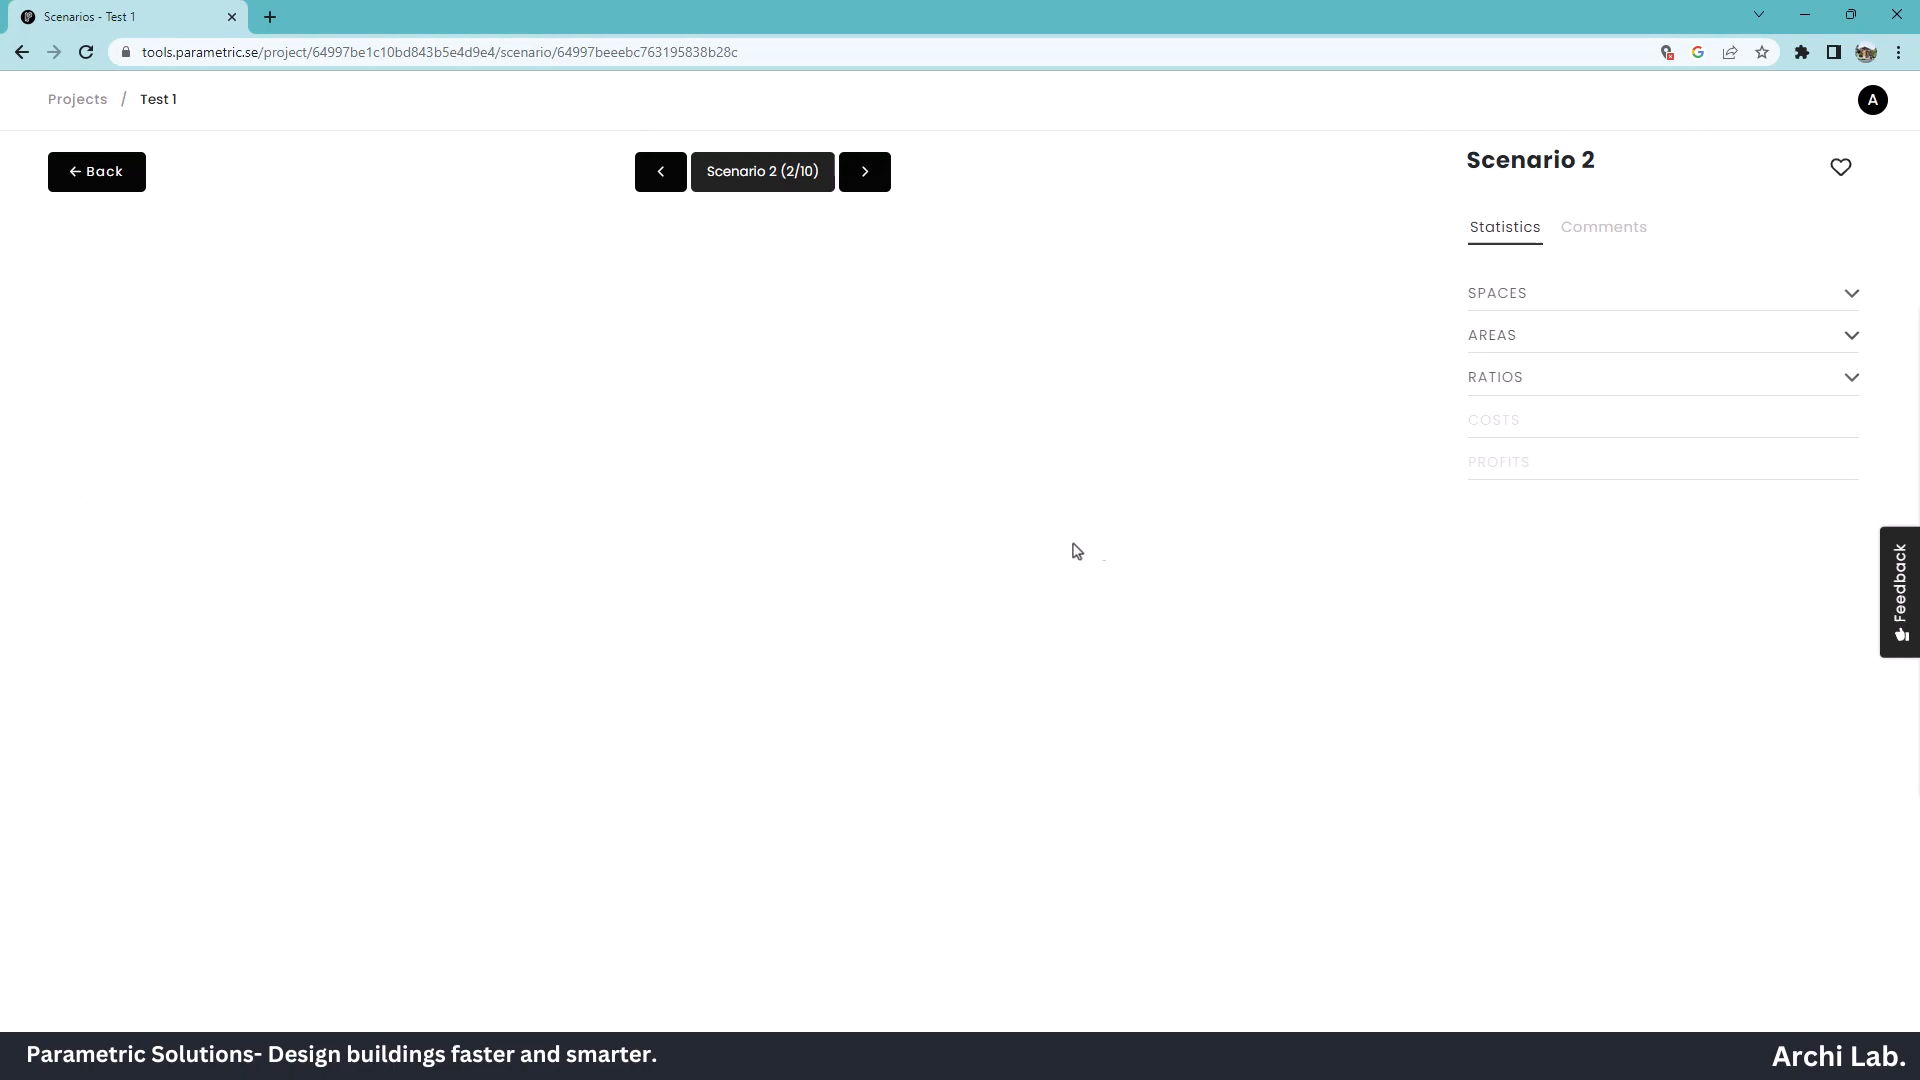 Scenarios - Test 1
tools.parametric.se/project/64997be1c10bd843b5e4d9e4/scenario/64997beeebc763195838b28c
Projects / Test 1
A
Back
Scenario 2 (2/10)
Scenario 2
Statistics Comments
SPACES
AREAS
RATIOS
COSTS
PROFITS
Feedback
Parametric Solutions- Design buildings faster and smarter.
Archi Lab.